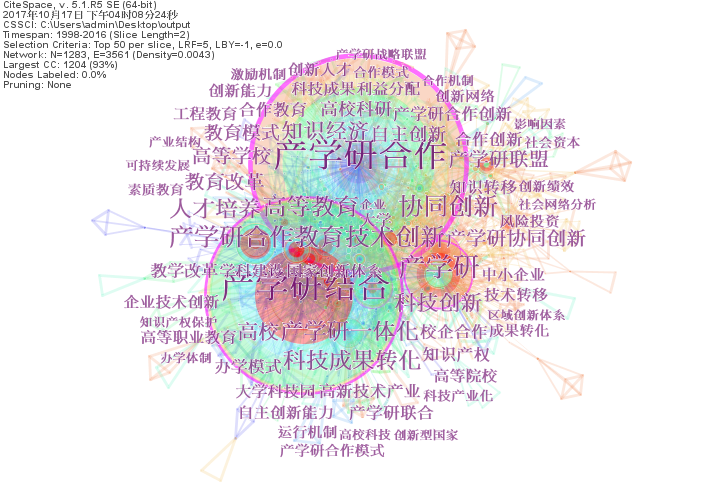 CiteSpace, v. 5.1.R5 SE (64-bit)
2017年10月17日 下午04时08分24秒
CSSCI: C:\Users\admin\Desktop\output
Timespan: 1998-2016 (Slice Length=2)
Selection Criteria: Top 50 per slice, LRF=5, LBY=-1, e=0.0
Network: N=1283, E=3561 (Density=0.0043)
Largest CC: 1204 (93%)
Nodes Labeled: 0.0%
Pruning: None
产学研战略联盟
激励机制 创新人才 合作模式 合作机制
创新能力 科技成果 利益分配 创新网络
工程教育 合作教育 高校科研 产学研合作创新 影响因素
教育模式 知识经济 自主创新 合作创新 社会资本
产业结构 高等学校 产学研合作 产学研联盟
可持续发展
素质教育 教育改革 知识转移 创新绩效
人才培养 高等教育 企业 协同创新 社会网络分析
大学 风险投资
产学研合作教育 技术创新 产学研协同创新
教学改革 学科建设 国家创新体系 产学研 中小企业
产学研结合
企业技术创新 科技创新 技术转移
知识产权保护 区域创新体系
高等职业教育 高校 产学研一体化 校企合作 成果转化
办学体制 办学模式 科技成果转化 知识产权
高等院校
大学科技园 高新技术产业 科技产业化
自主创新能力 产学研联合
运行机制 高校科技 创新型国家
产学研合作模式